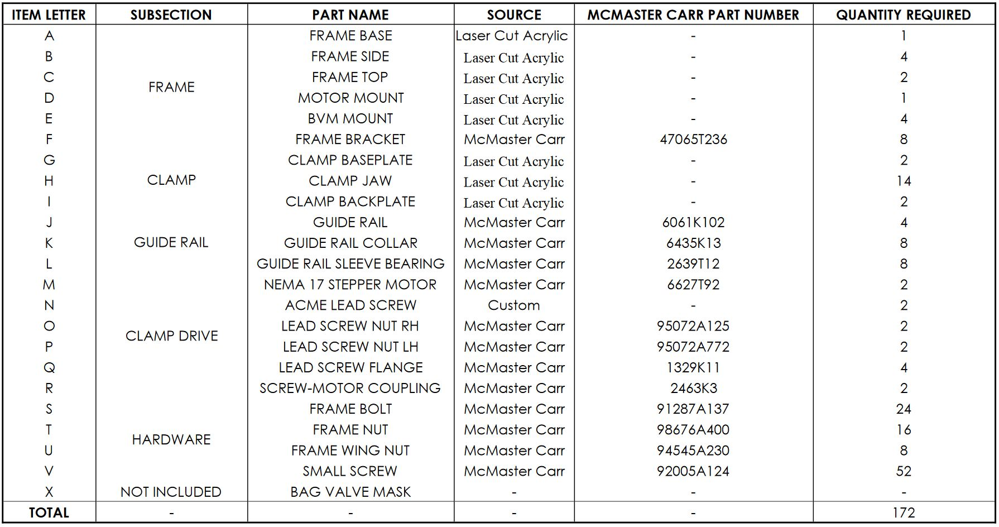 ITEM LETTER SUBSECTION PART NAME SOURCE MCMASTER CARR PART NUMBER QUANTITY REQUIRED
A FRAME BASE Laser Cut Acrylic - 1
B FRAME SIDE Laser Cut Acrylic - 4
C FRAME TOP Laser Cut Acrylic - 2
FRAME
D MOTOR MOUNT Laser Cut Acrylic - 1
E BVM MOUNT Laser Cut Acrylic - 4
F FRAME BRACKET McMaster Carr 47065T236 8
G CLAMP BASEPLATE Laser Cut Acrylic - 2
H CLAMP CLAMP JAW Laser Cut Acrylic - 14
I CLAMP BACKPLATE Laser Cut Acrylic - 2
J GUIDE RAIL McMaster Carr 6061K102 4
K GUIDE RAIL GUIDE RAIL COLLAR McMaster Carr 6435K13 8
L GUIDE RAIL SLEEVE BEARING McMaster Carr 2639T12 8
M NEMA 17 STEPPER MOTOR McMaster Carr 6627T92 2
N ACME LEAD SCREW Custom - 2
O LEAD SCREW NUT RH McMaster Carr 95072A125 2
CLAMP DRIVE
P LEAD SCREW NUT LH McMaster Carr 95072A772 2
Q LEAD SCREW FLANGE McMaster Carr 1329K11 4
R SCREW-MOTOR COUPLING McMaster Carr 2463K3 2
S FRAME BOLT McMaster Carr 91287A137 24
T FRAME NUT McMaster Carr 98676A400 16
HARDWARE
U FRAME WING NUT McMaster Carr 94545A230 8
V SMALL SCREW McMaster Carr 92005A124 52
X NOT INCLUDED BAG VALVE MASK - - -
TOTAL - - - - 172